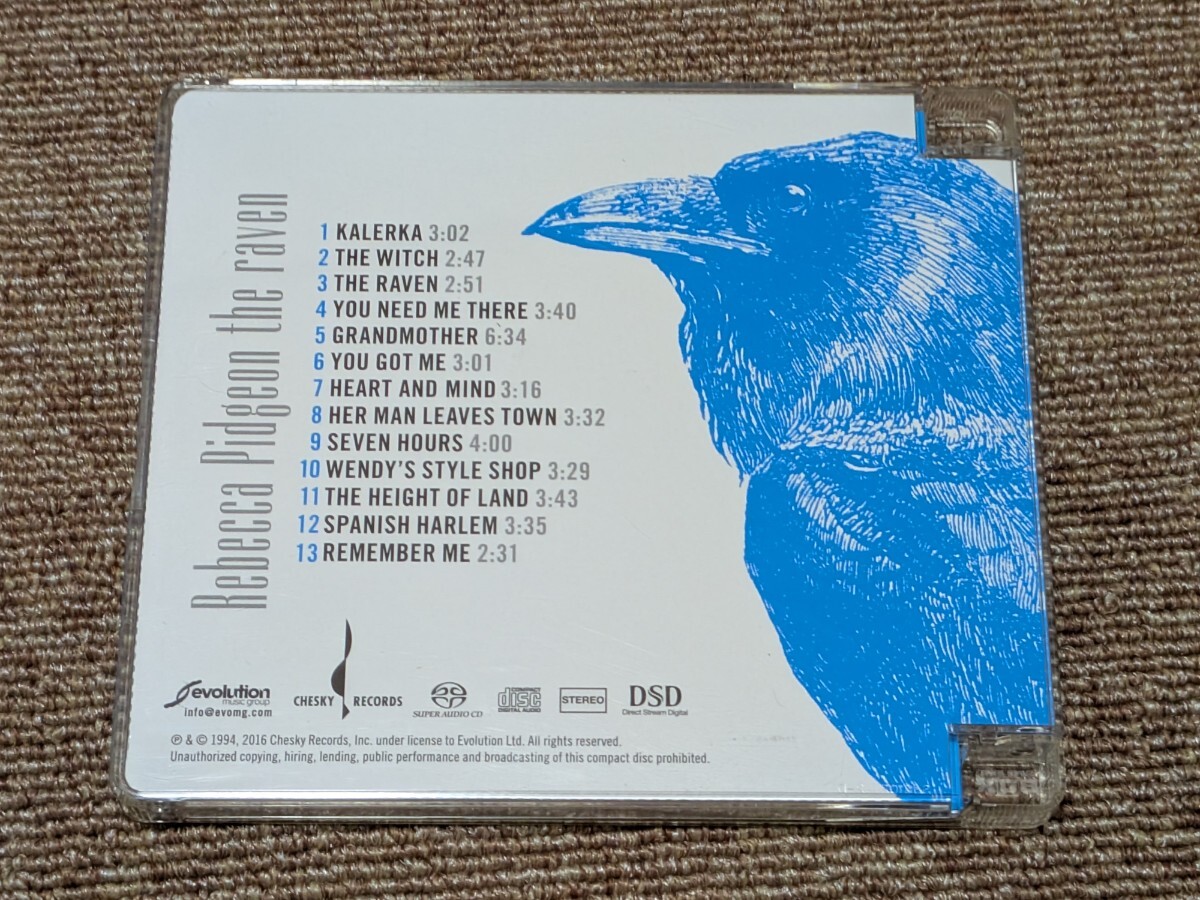 Rebecca Pidgeon the raven
1 KALERKA 3:02
2 THE WITCH 2:47
3 THE RAVEN 2:51
4 YOU NEED ME THERE 3:40
5 GRANDMOTHER 6:34
6 YOU GOT ME 3:01
7 HEART AND MIND 3:16
8 HER MAN LEAVES TOWN 3:32
9 SEVEN HOURS 4:00
10 WENDY'S STYLE SHOP 3:29
11 THE HEIGHT OF LAND 3:43
12 SPANISH HARLEM 3:35
13 REMEMBER ME 2:31
evolution
music group
info@evomg.com
CHESKY RECORDS
SUPER AUDIO CD
COMPACT
disc
DIGITAL AUDIO
STEREO
DSD
Direct Stream Digital
℗ & © 1994, 2016 Chesky Records, Inc. under license to Evolution Ltd. All rights reserved.
Unauthorized copying, hiring, lending, public performance and broadcasting of this compact disc prohibited.